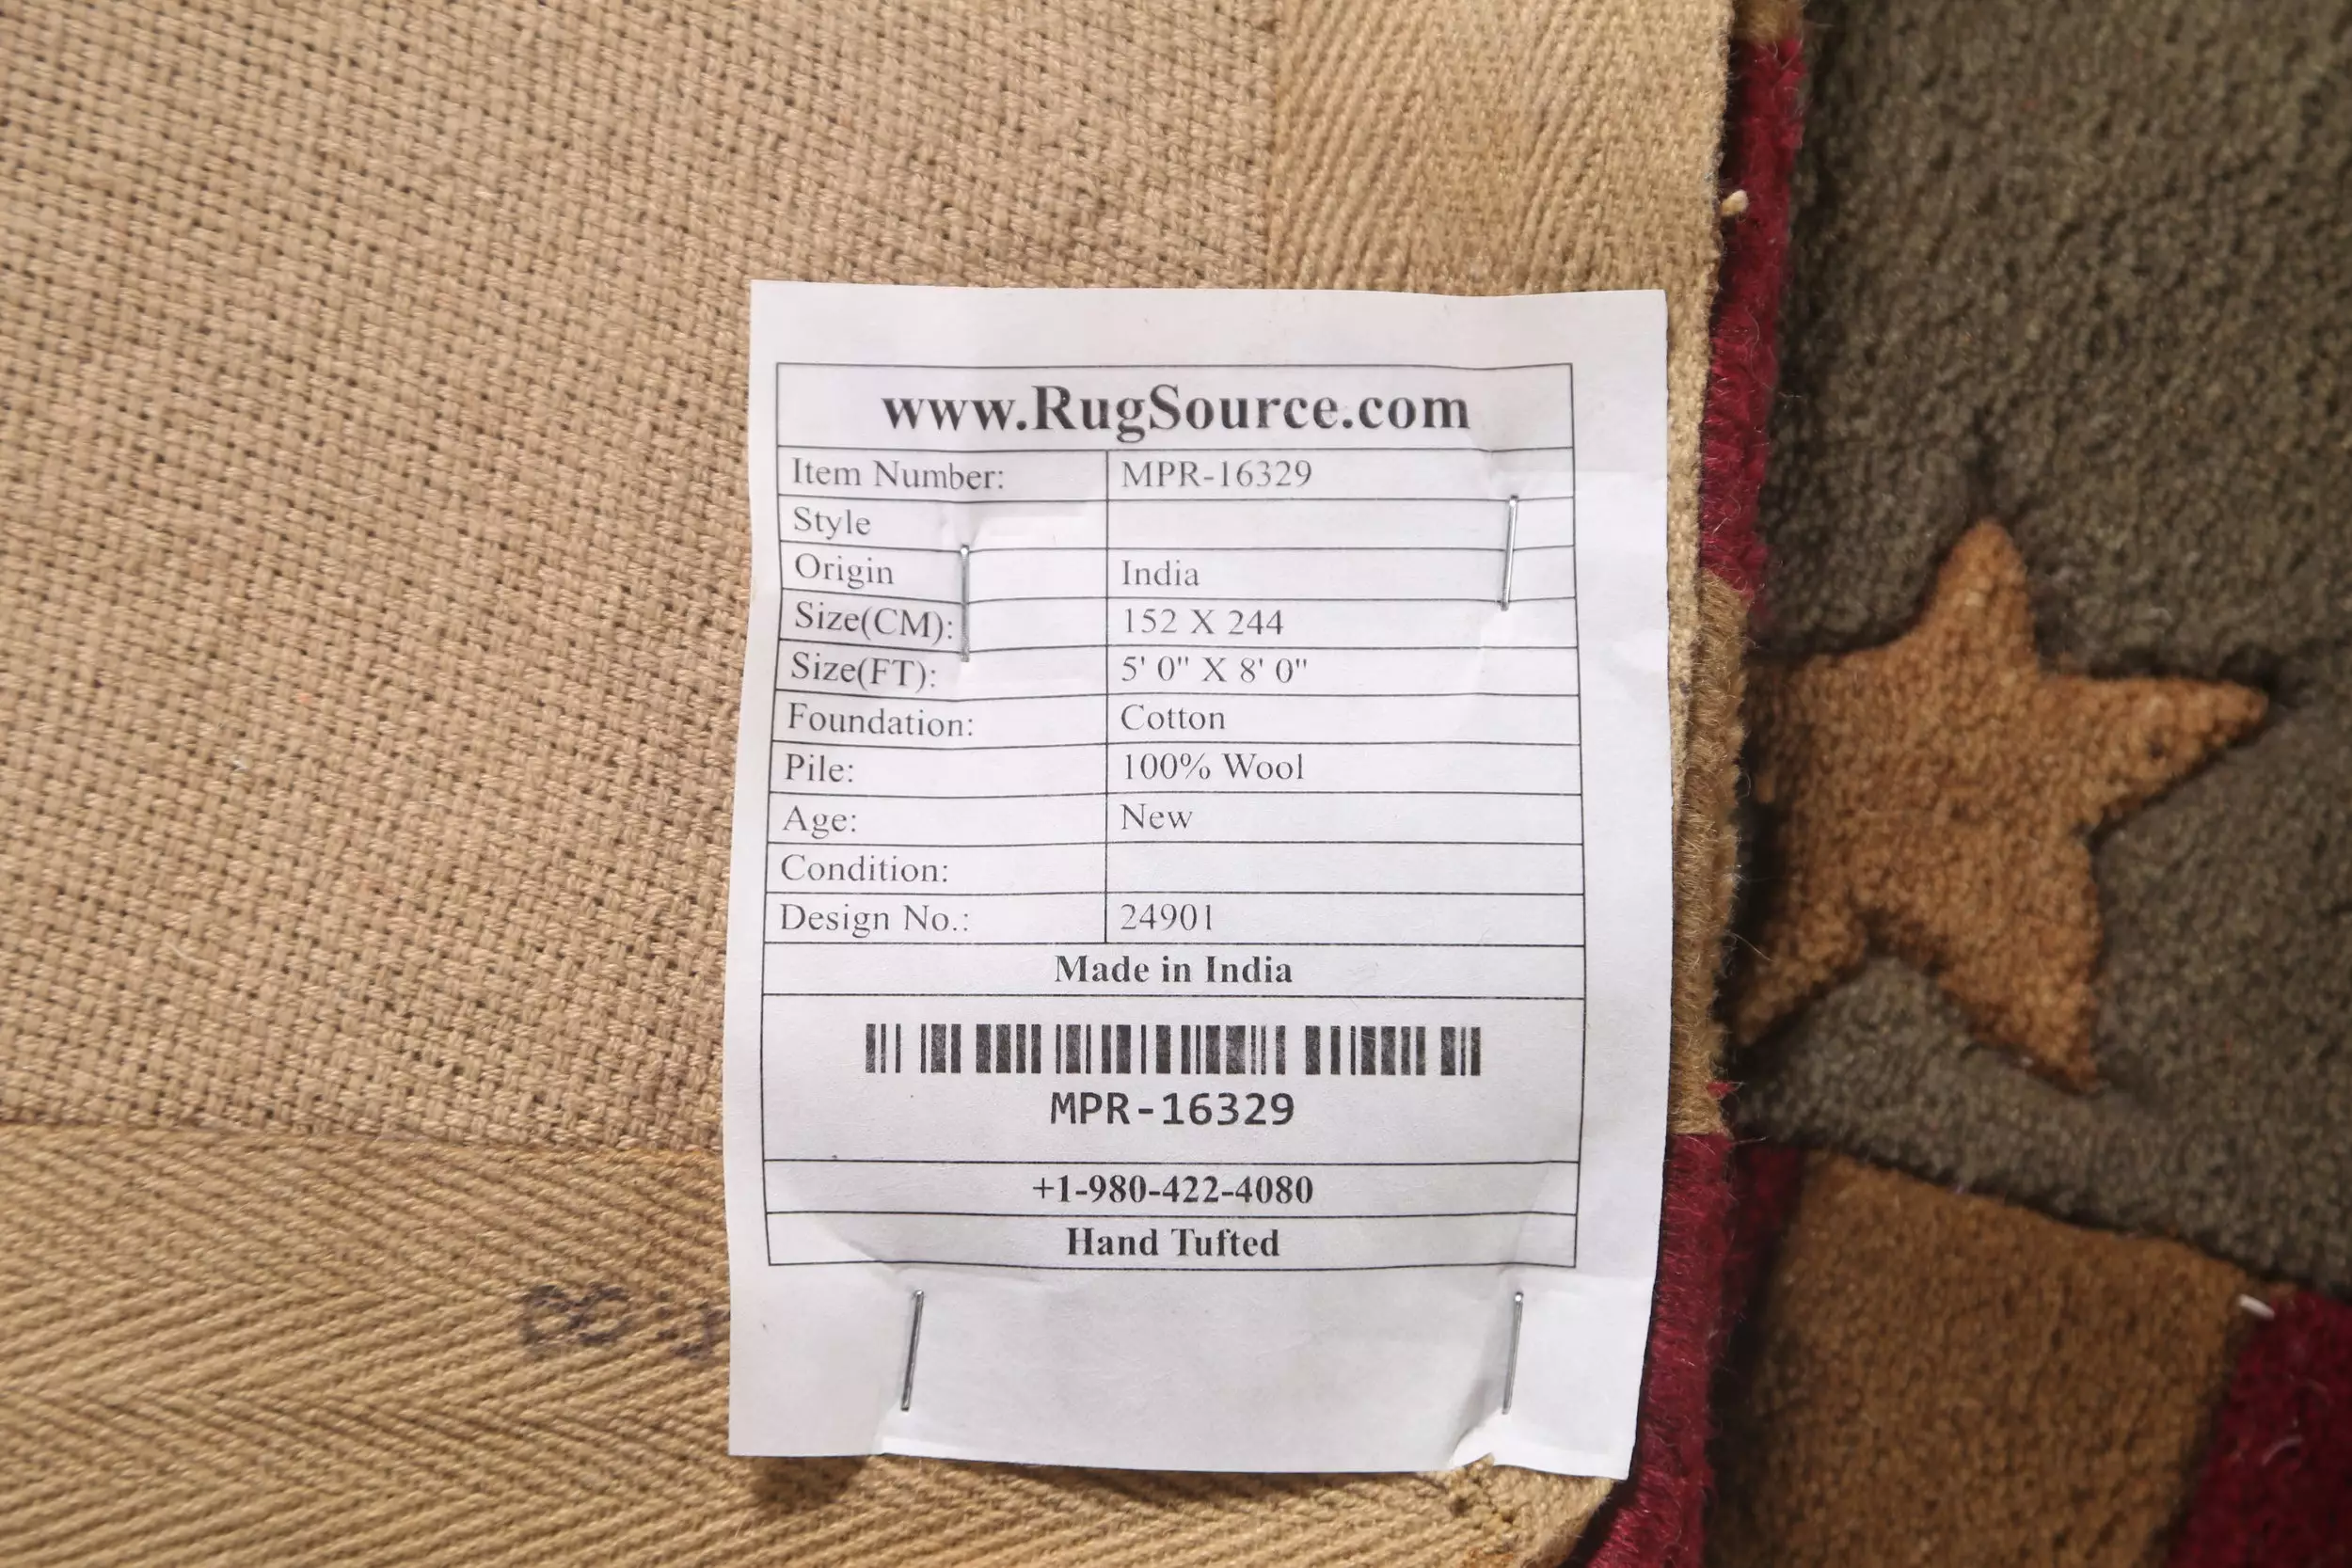 www.RugSource.com
Item Number: MPR-16329
Style
Origin India
Size(CM): 152 X 244
Size(FT): 5' 0" X 8' 0"
Foundation: Cotton
Pile: 100% Wool
Age: New
Condition:
Design No.: 24901
Made in India
MPR-16329
+1-980-422-4080
Hand Tufted